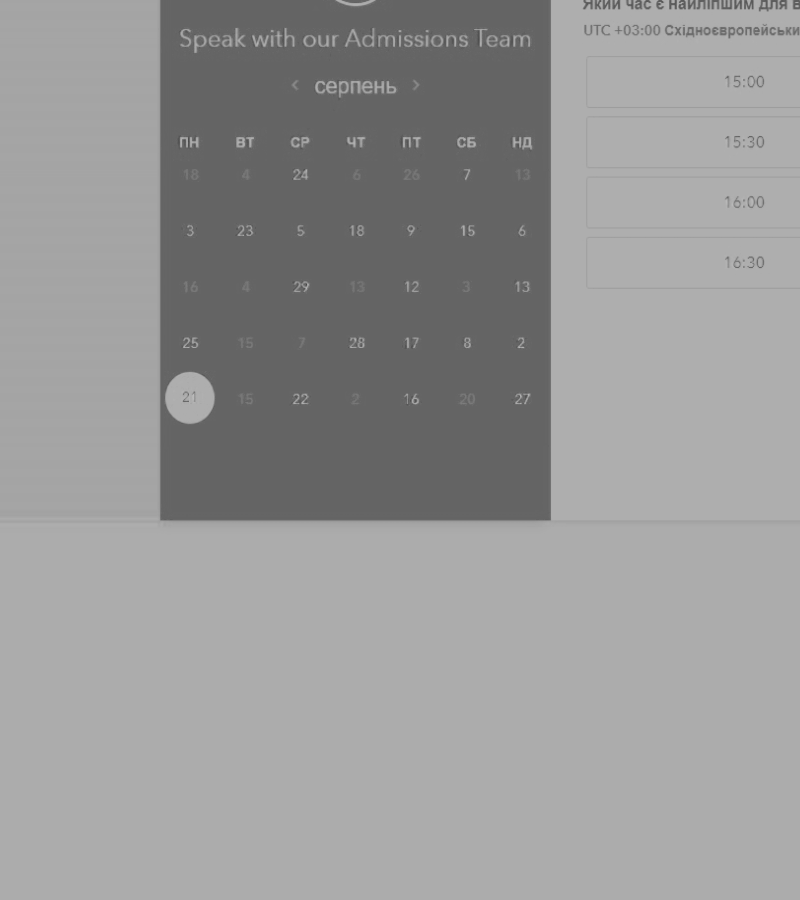 Який час є найліпшим для в
Speak with our Admissions Team
UTC +03:00 Східноєвропейськи
серпень
ПН ВТ СР ЧТ ПТ СБ НД
18 4 24 6 26 7 13
3 23 5 18 9 15 6
16 4 29 13 12 3 13
25 15 7 28 17 8 2
21 15 22 2 16 20 27
15:00
15:30
16:00
16:30